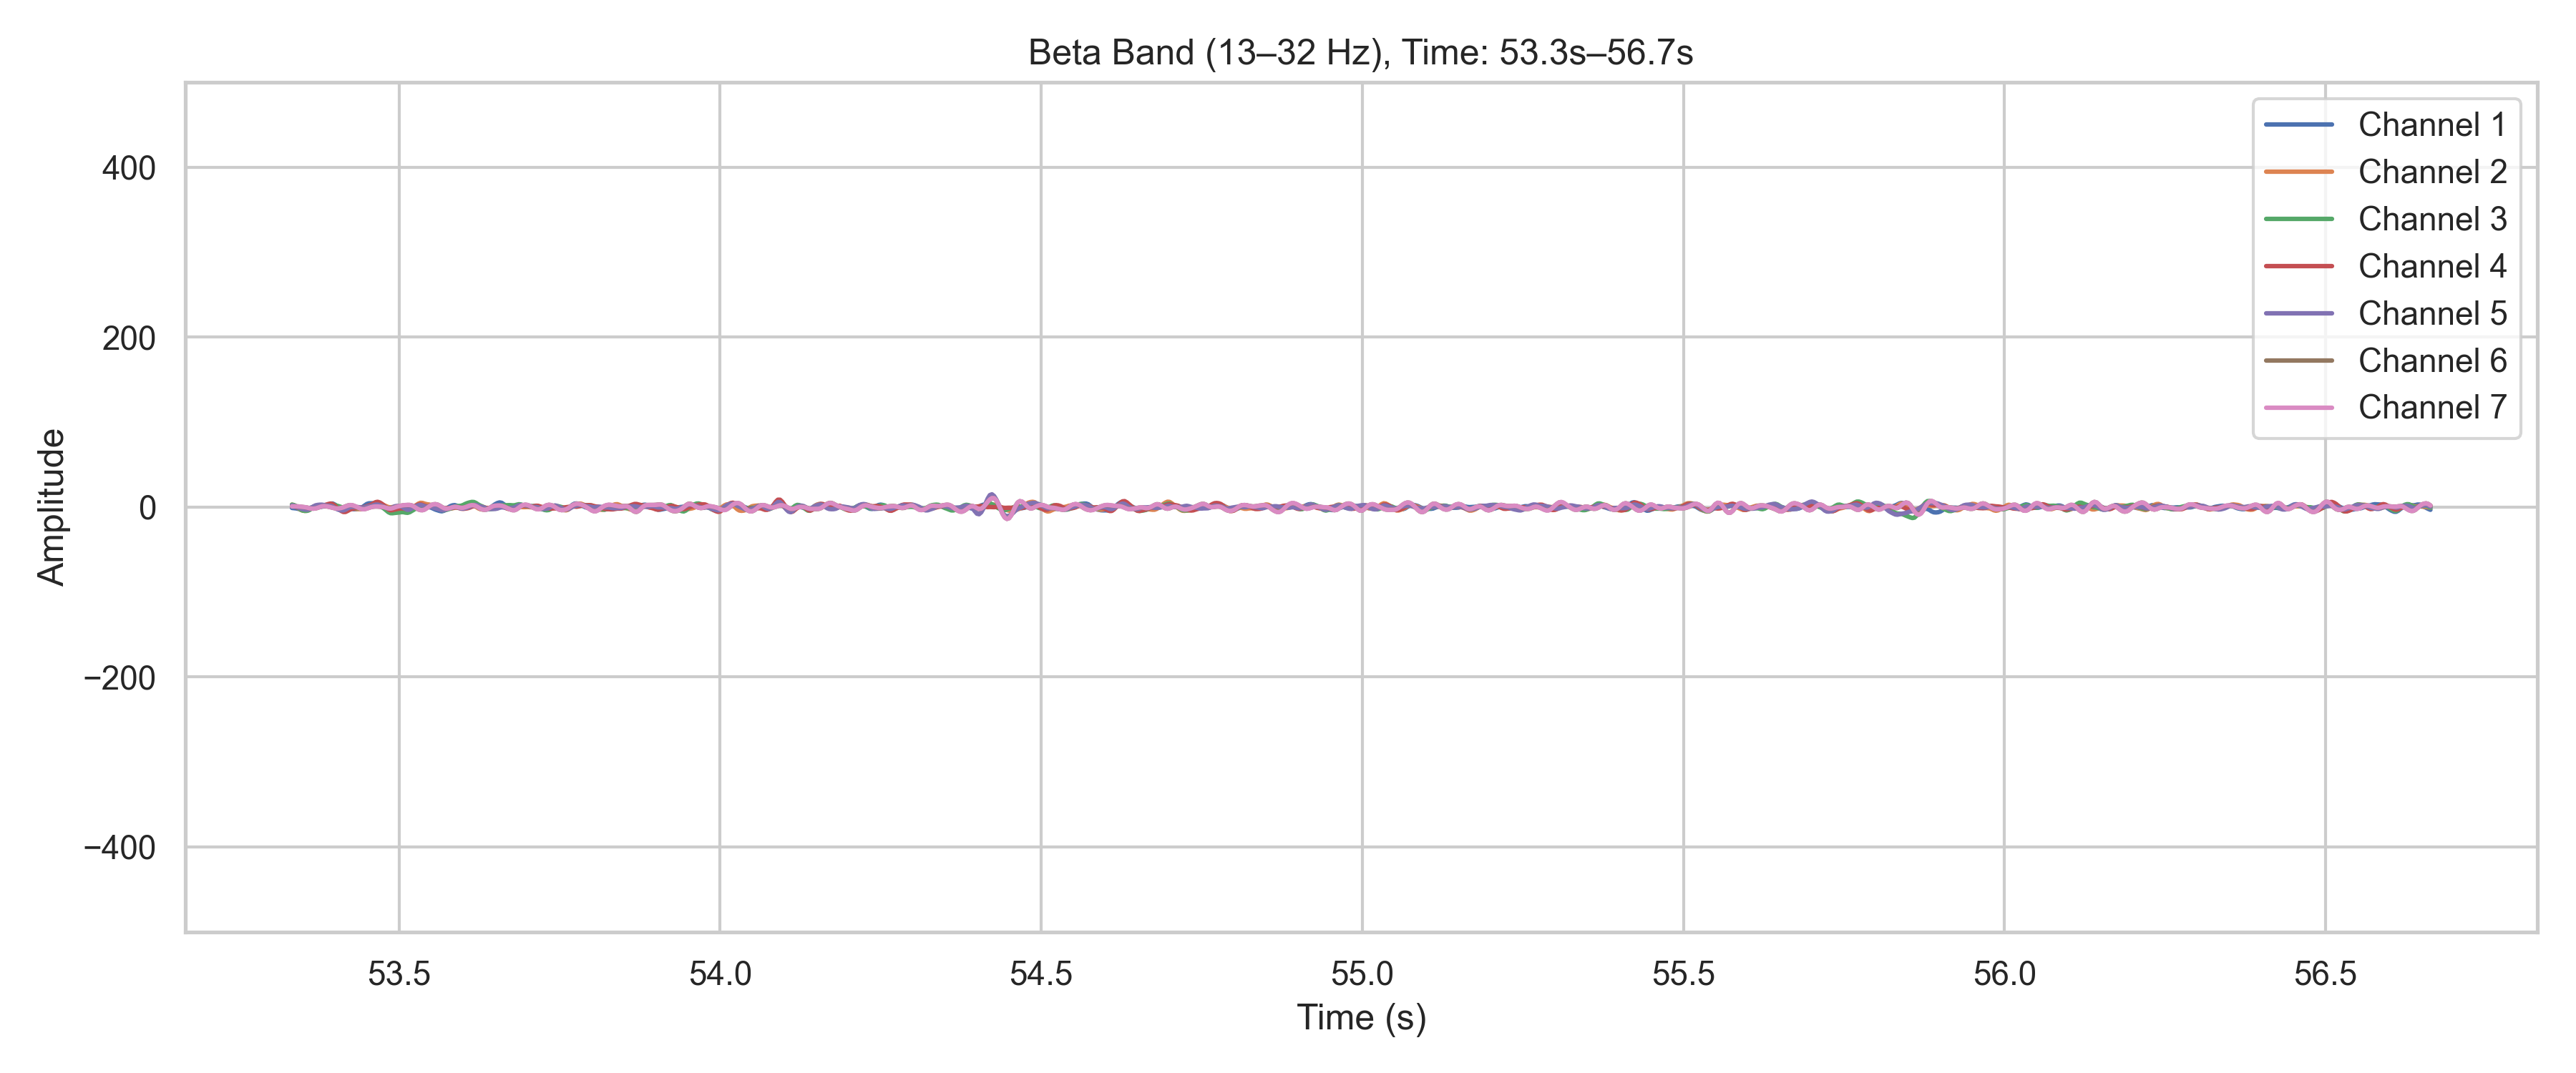 Beta Band (13–32 Hz), Time: 53.3s–56.7s
Channel 1
Channel 2
Channel 3
Channel 4
Channel 5
Channel 6
Channel 7
Amplitude
400
200
0
−200
−400
53.5 54.0 54.5 55.0 55.5 56.0 56.5
Time (s)